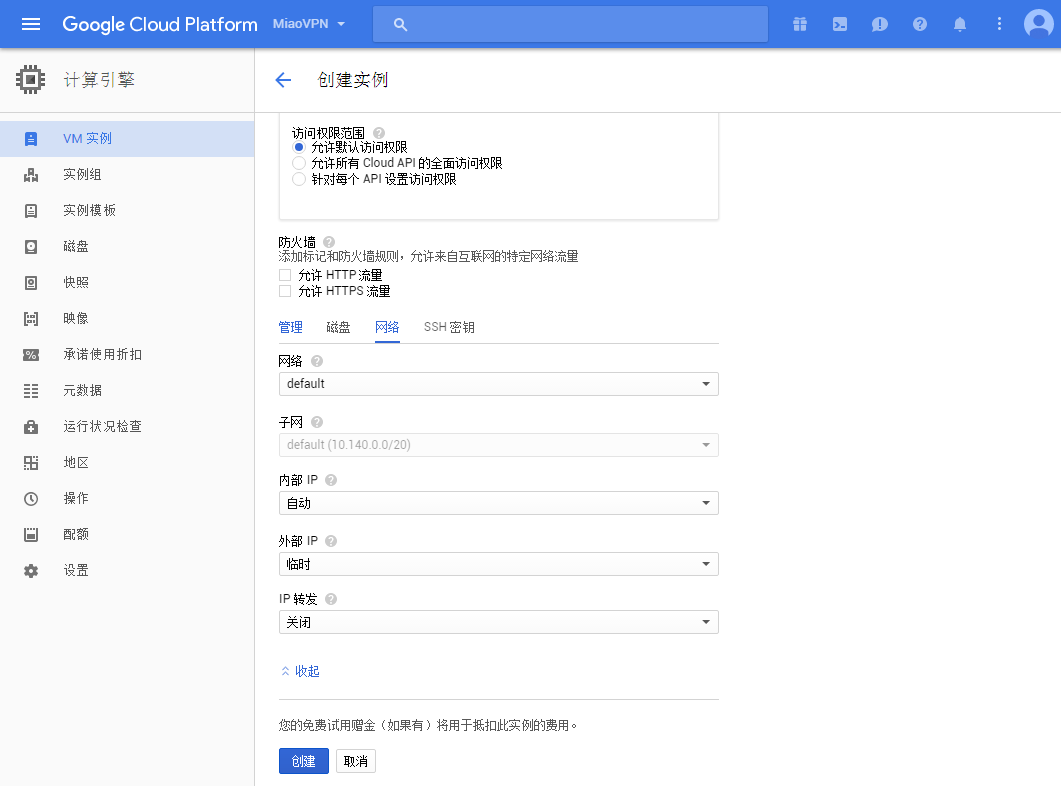 Google Cloud Platform MiaoVPN
计算引擎
创建实例
VM 实例
实例组
实例模板
磁盘
快照
映像
承诺使用折扣
元数据
运行状况检查
地区
操作
配额
设置
访问权限范围
允许默认访问权限
允许所有 Cloud API 的全面访问权限
针对每个 API 设置访问权限
防火墙
添加标记和防火墙规则，允许来自互联网的特定网络流量
允许 HTTP 流量
允许 HTTPS 流量
管理 磁盘 网络 SSH 密钥
网络
default
子网
default (10.140.0.0/20)
内部 IP
自动
外部 IP
临时
IP 转发
关闭
收起
您的免费试用赠金（如果有）将用于抵扣此实例的费用。
创建 取消